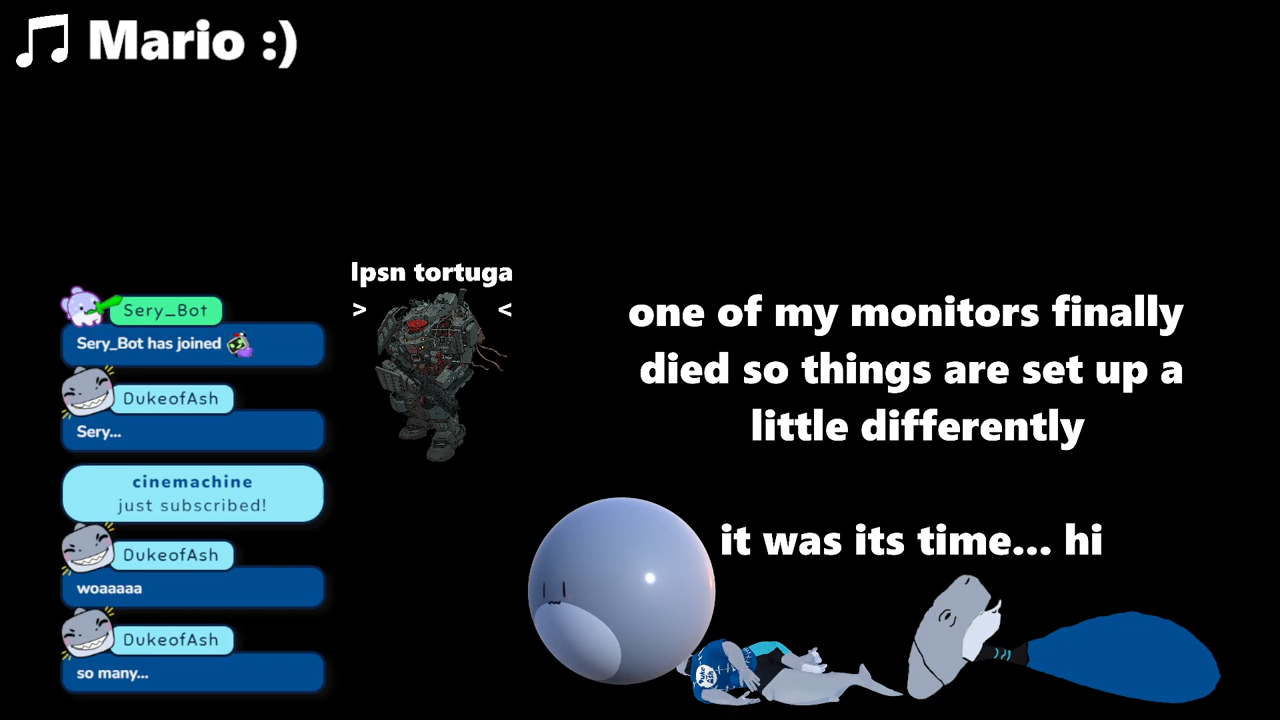 Mario :)
Sery_Bot
Sery_Bot has joined
DukeofAsh
Sery...
cinemachine
just subscribed!
DukeofAsh
woaaaaa
DukeofAsh
so many...
lpsn tortuga
> <
one of my monitors finally
died so things are set up a
little differently
it was its time... hi